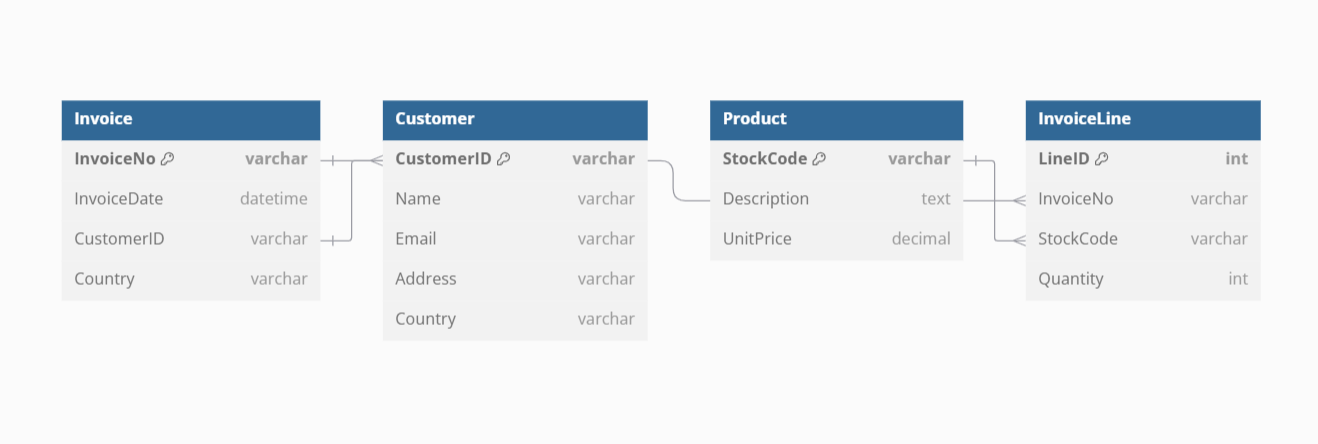 Invoice
InvoiceNo varchar
InvoiceDate datetime
CustomerID varchar
Country varchar
Customer
CustomerID varchar
Name varchar
Email varchar
Address varchar
Country varchar
Product
StockCode varchar
Description text
UnitPrice decimal
InvoiceLine
LineID int
InvoiceNo varchar
StockCode varchar
Quantity int